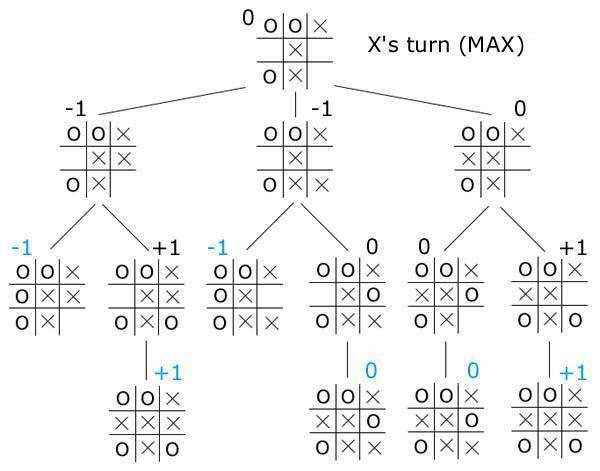 0 O O ×
X's turn (MAX)
×
O ×
-1 -1 0
O O × O O × O O ×
× × × × ×
O × O × × O ×
-1 +1 -1 0 0 +1
O O × O O × O O × O O × O O × O O ×
O × × × × O × × O × × O × ×
O × O × O O × × O × × O × O × O
+1 0 0 +1
O O × O O × O O × O O ×
× × × × × O × × O × × ×
O × O O × × O × × O × O